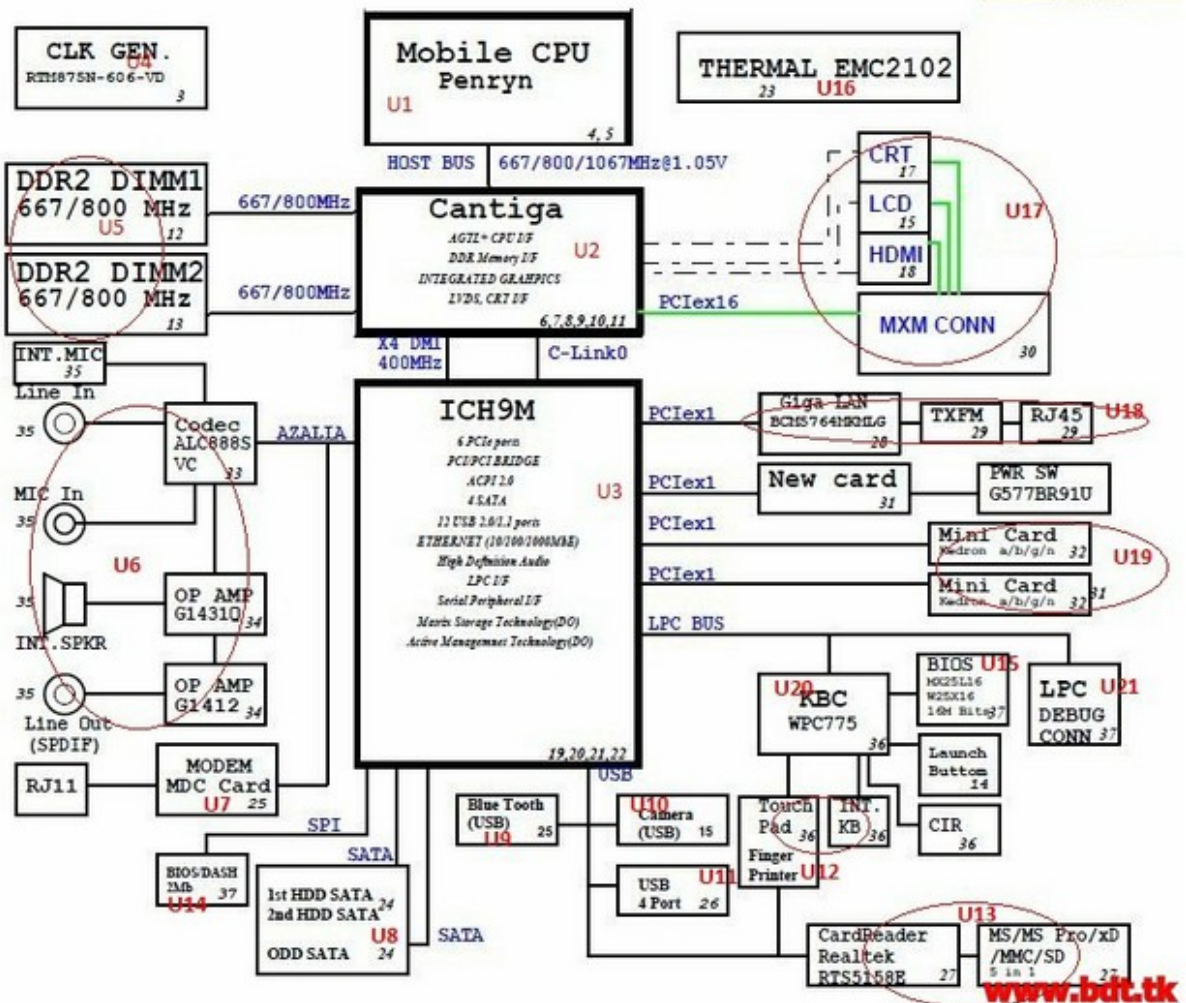 CLK GEN.
U4
RTM875N-606-VD
3
Mobile CPU
Penryn
U1
4, 5
THERMAL EMC2102
23
U16
HOST BUS
667/800/1067MHz@1.05V
DDR2 DIMM1
667/800 MHz
U5
12
667/800MHz
DDR2 DIMM2
667/800 MHz
13
667/800MHz
Cantiga
AGTL+ CPU I/F
DDR Memory I/F
INTEGRATED GRAHPICS
LVDS, CRT I/F
U2
6,7,8,9,10,11
CRT
17
LCD
15
HDMI
18
U17
PCIex16
MXM CONN
30
X4 DMI
400MHz
C-Link0
INT.MIC
35
Line In
35
Codec
ALC888S
VC
33
AZALIA
MIC In
35
U6
OP AMP
G1431Q
34
35
INT.SPKR
OP AMP
G1412
34
35
Line Out
(SPDIF)
RJ11
MODEM
MDC Card
U7
25
ICH9M
6 PCIe ports
PCI/PCI BRIDGE
ACPI 2.0
4 SATA
12 USB 2.0/1.1 ports
ETHERNET (10/100/1000MbE)
High Definition Audio
LPC I/F
Serial Peripheral I/F
Matrix Storage Technology(DO)
Active Managemnet Technology(DO)
U3
19,20,21,22
PCIex1
Giga LAN
BCM5764MKMLG
28
TXFM
29
RJ45
29
U18
PCIex1
New card
31
PWR SW
G577BR91U
PCIex1
Mini Card
Kedron a/b/g/n
32
U19
PCIex1
Mini Card
Kedron a/b/g/n
32
31
LPC BUS
U20
KBC
WPC775
36
BIOS
U15
MX25L16
W25X16
16M Bits
37
LPC
U21
DEBUG
CONN
37
Launch
Buttom
14
CIR
36
USB
SPI
BIOS/DASH
2Mb
37
U14
SATA
1st HDD SATA
24
2nd HDD SATA
U8
ODD SATA
24
SATA
Blue Tooth
(USB)
25
U9
U10
Camera
(USB)
15
USB
4 Port
26
U11
Touch
Pad
36
Finger
Printer
U12
INT.
KB
36
U13
CardReader
Realtek
RTS5158E
27
MS/MS Pro/xD
/MMC/SD
5 in 1
27
www.bdt.tk